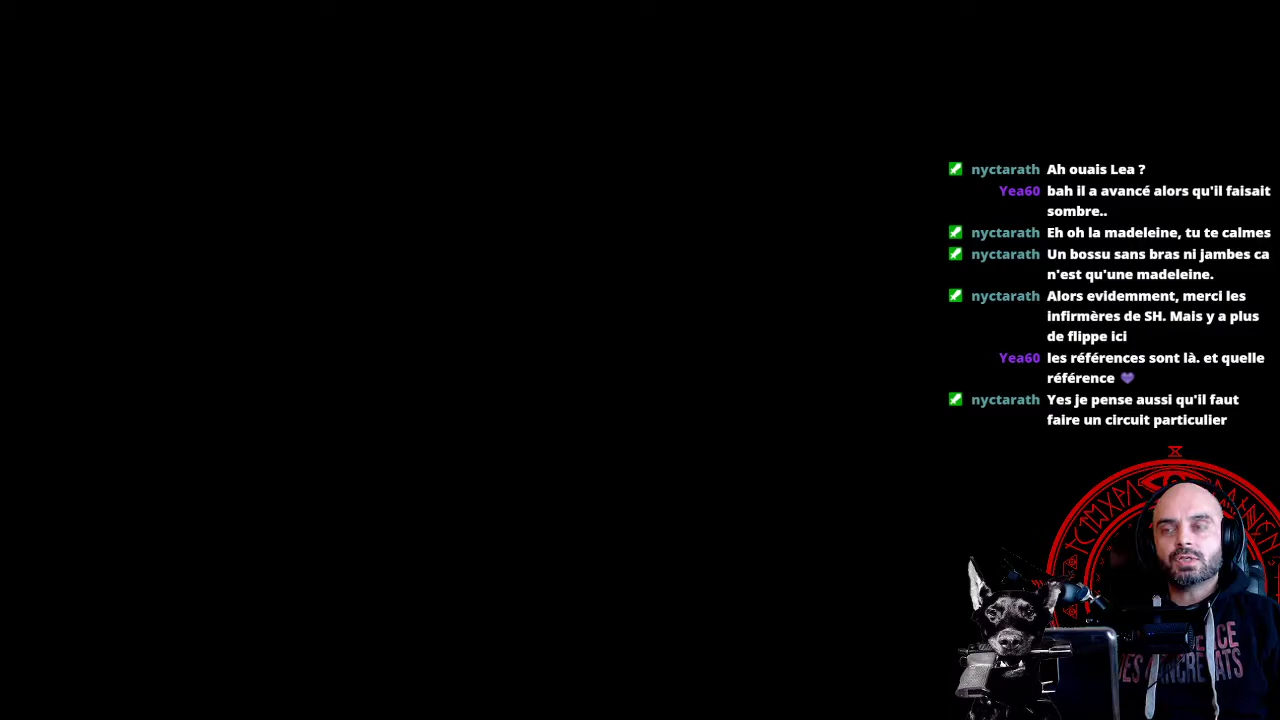 nyctarath Ah ouais Lea ?
Yea60 bah il a avancé alors qu'il faisait
sombre..
nyctarath Eh oh la madeleine, tu te calmes
nyctarath Un bossu sans bras ni jambes ca
n'est qu'une madeleine.
nyctarath Alors evidemment, merci les
infirmères de SH. Mais y a plus
de flippe ici
Yea60 les références sont là. et quelle
référence 💜
nyctarath Yes je pense aussi qu'il faut
faire un circuit particulier